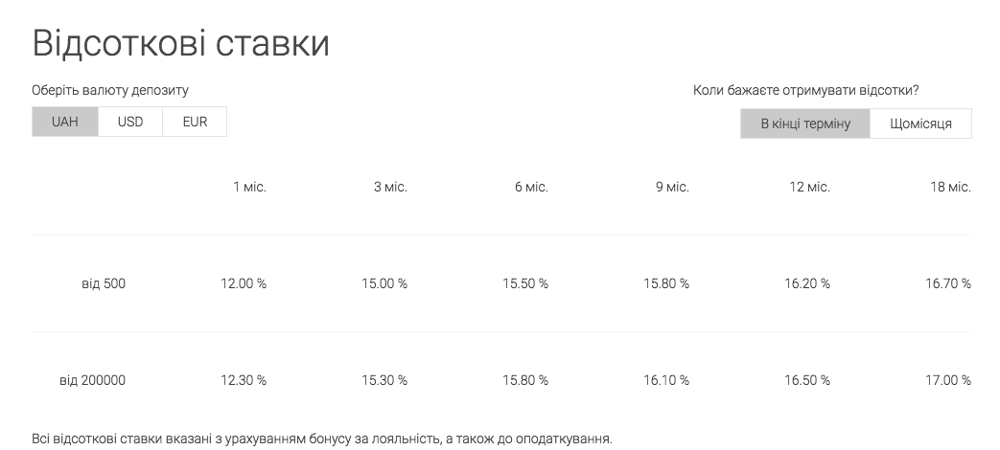 Відсоткові ставки
Оберіть валюту депозиту Коли бажаєте отримувати відсотки?
UAH USD EUR В кінці терміну Щомісяця
1 міс. 3 міс. 6 міс. 9 міс. 12 міс. 18 міс.
від 500 12.00 % 15.00 % 15.50 % 15.80 % 16.20 % 16.70 %
від 200000 12.30 % 15.30 % 15.80 % 16.10 % 16.50 % 17.00 %
Всі відсоткові ставки вказані з урахуванням бонусу за лояльність, а також до оподаткування.